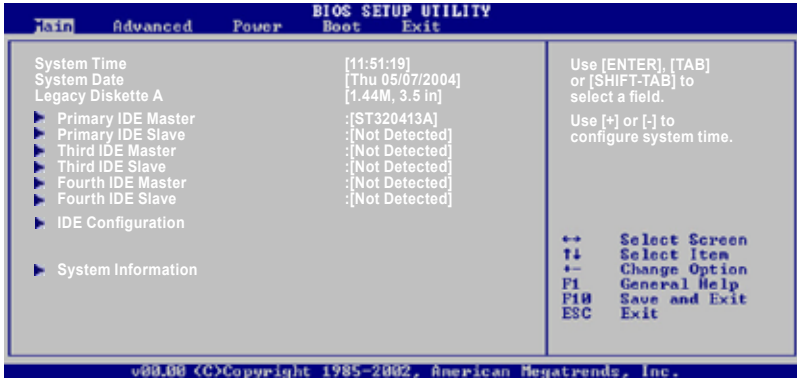 BIOS SETUP UTILITY
Main Advanced Power Boot Exit
System Time [11:51:19]
System Date [Thu 05/07/2004]
Legacy Diskette A [1.44M, 3.5 in]
Primary IDE Master :[ST320413A]
Primary IDE Slave :[Not Detected]
Third IDE Master :[Not Detected]
Third IDE Slave :[Not Detected]
Fourth IDE Master :[Not Detected]
Fourth IDE Slave :[Not Detected]
IDE Configuration
System Information
Use [ENTER], [TAB]
or [SHIFT-TAB] to
select a field.
Use [+] or [-] to
configure system time.
←→ Select Screen
↑↓ Select Item
+- Change Option
F1 General Help
F10 Save and Exit
ESC Exit
v00.00 (C)Copyright 1985-2002, American Megatrends, Inc.